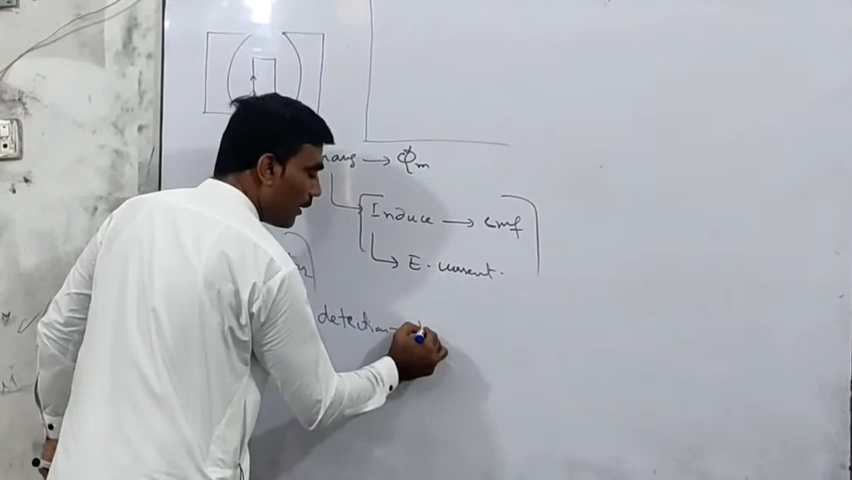 → Φm
Induce → emf
E. current.
detection